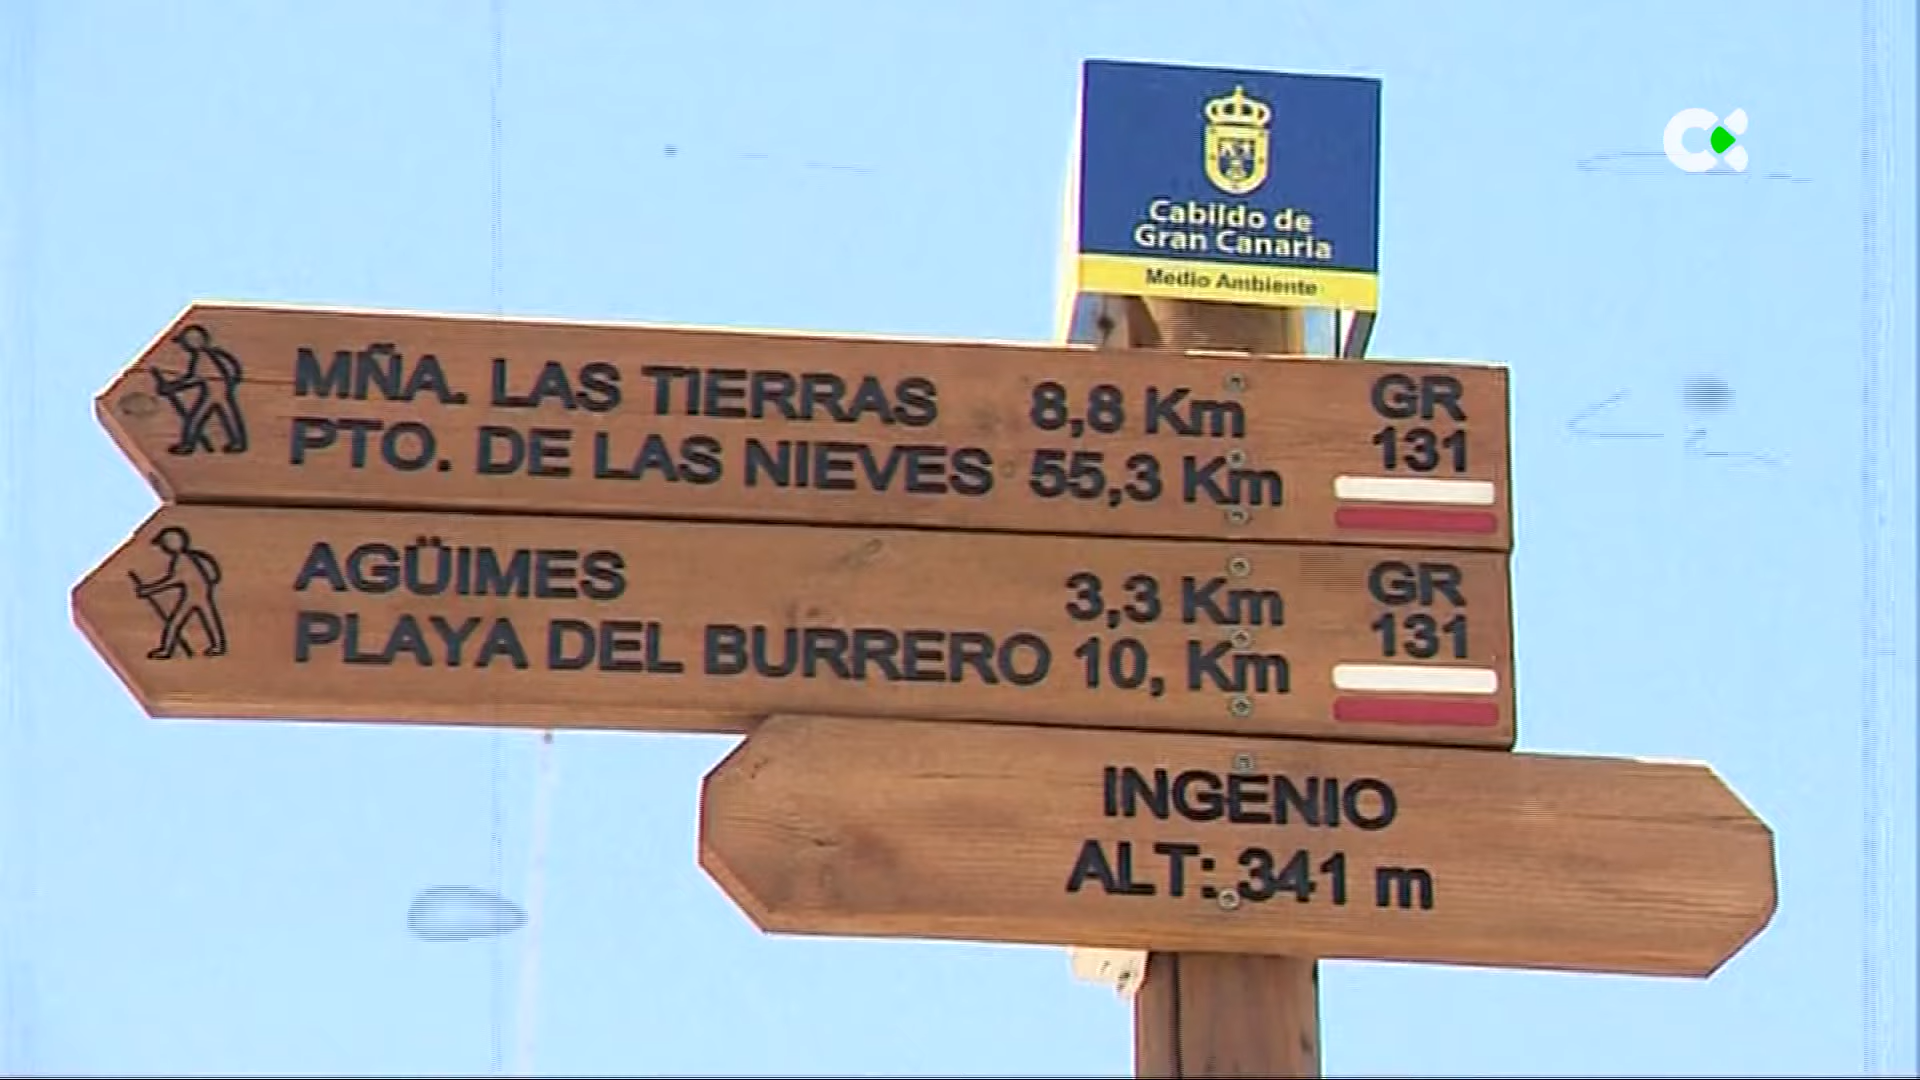 Cabildo de
Gran Canaria
Medio Ambiente
MÑA. LAS TIERRAS 8,8 Km
PTO. DE LAS NIEVES 55,3 Km
GR
131
AGÜIMES 3,3 Km
PLAYA DEL BURRERO 10, Km
GR
131
INGENIO
ALT: 341 m